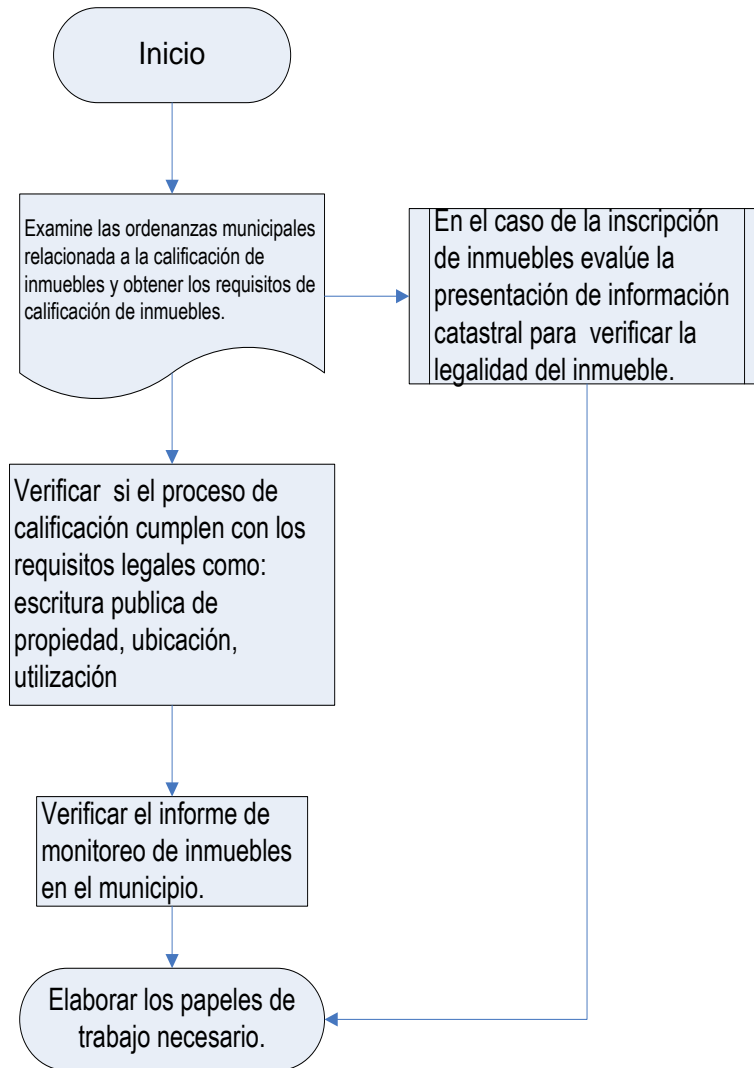 Inicio
Examine las ordenanzas municipales
relacionada a la calificación de
inmuebles y obtener los requisitos de
calificación de inmuebles.
En el caso de la inscripción
de inmuebles evalúe la
presentación de información
catastral para  verificar la
legalidad del inmueble.
Verificar  si el proceso de
calificación cumplen con los
requisitos legales como:
escritura publica de
propiedad, ubicación,
utilización
Verificar el informe de
monitoreo de inmuebles
en el municipio.
Elaborar los papeles de
trabajo necesario.